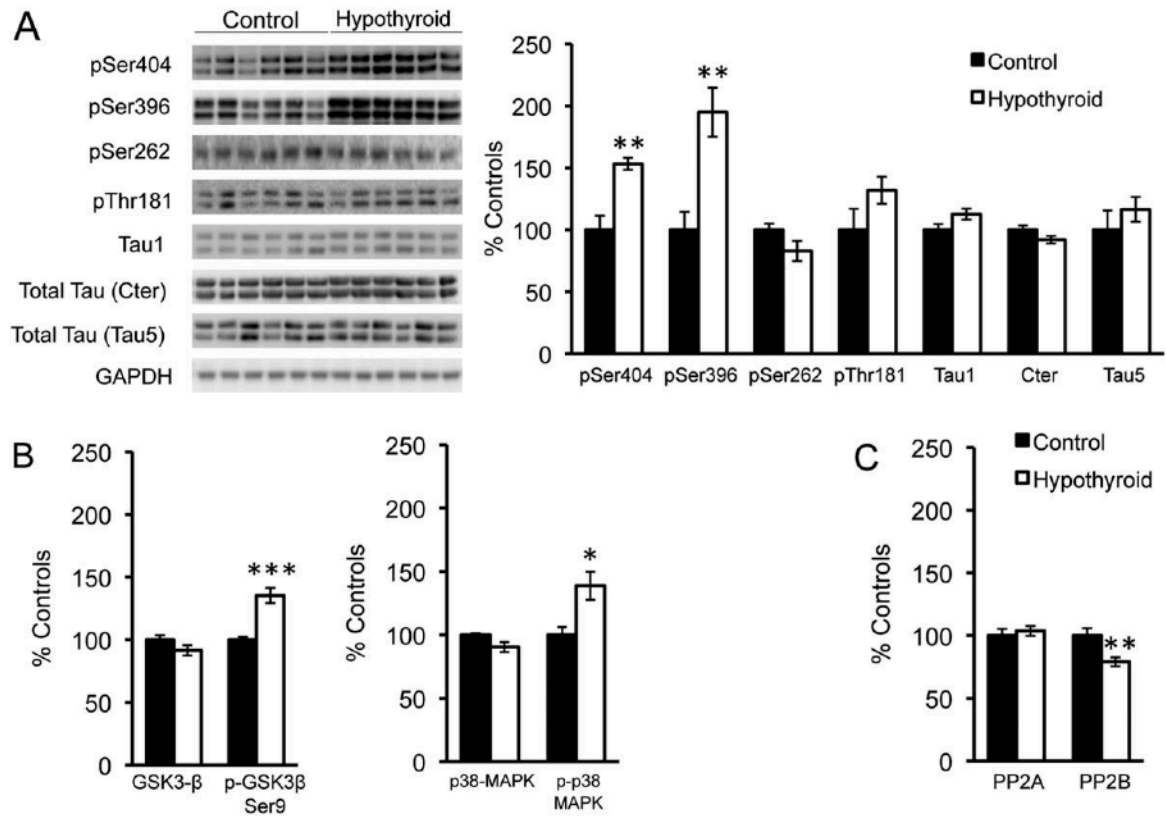 A
Control Hypothyroid
pSer404
pSer396
pSer262
pThr181
Tau1
Total Tau (Cter)
Total Tau (Tau5)
GAPDH
% Controls
250
200
150
100
50
0
** **
Control
Hypothyroid
pSer404 pSer396 pSer262 pThr181 Tau1 Cter Tau5
B
% Controls
250
200
150
100
50
0
***
GSK3-β p-GSK3β
Ser9
% Controls
250
200
150
100
50
0
*
p38-MAPK p-p38
MAPK
C
Control
Hypothyroid
% Controls
250
200
150
100
50
0
**
PP2A PP2B